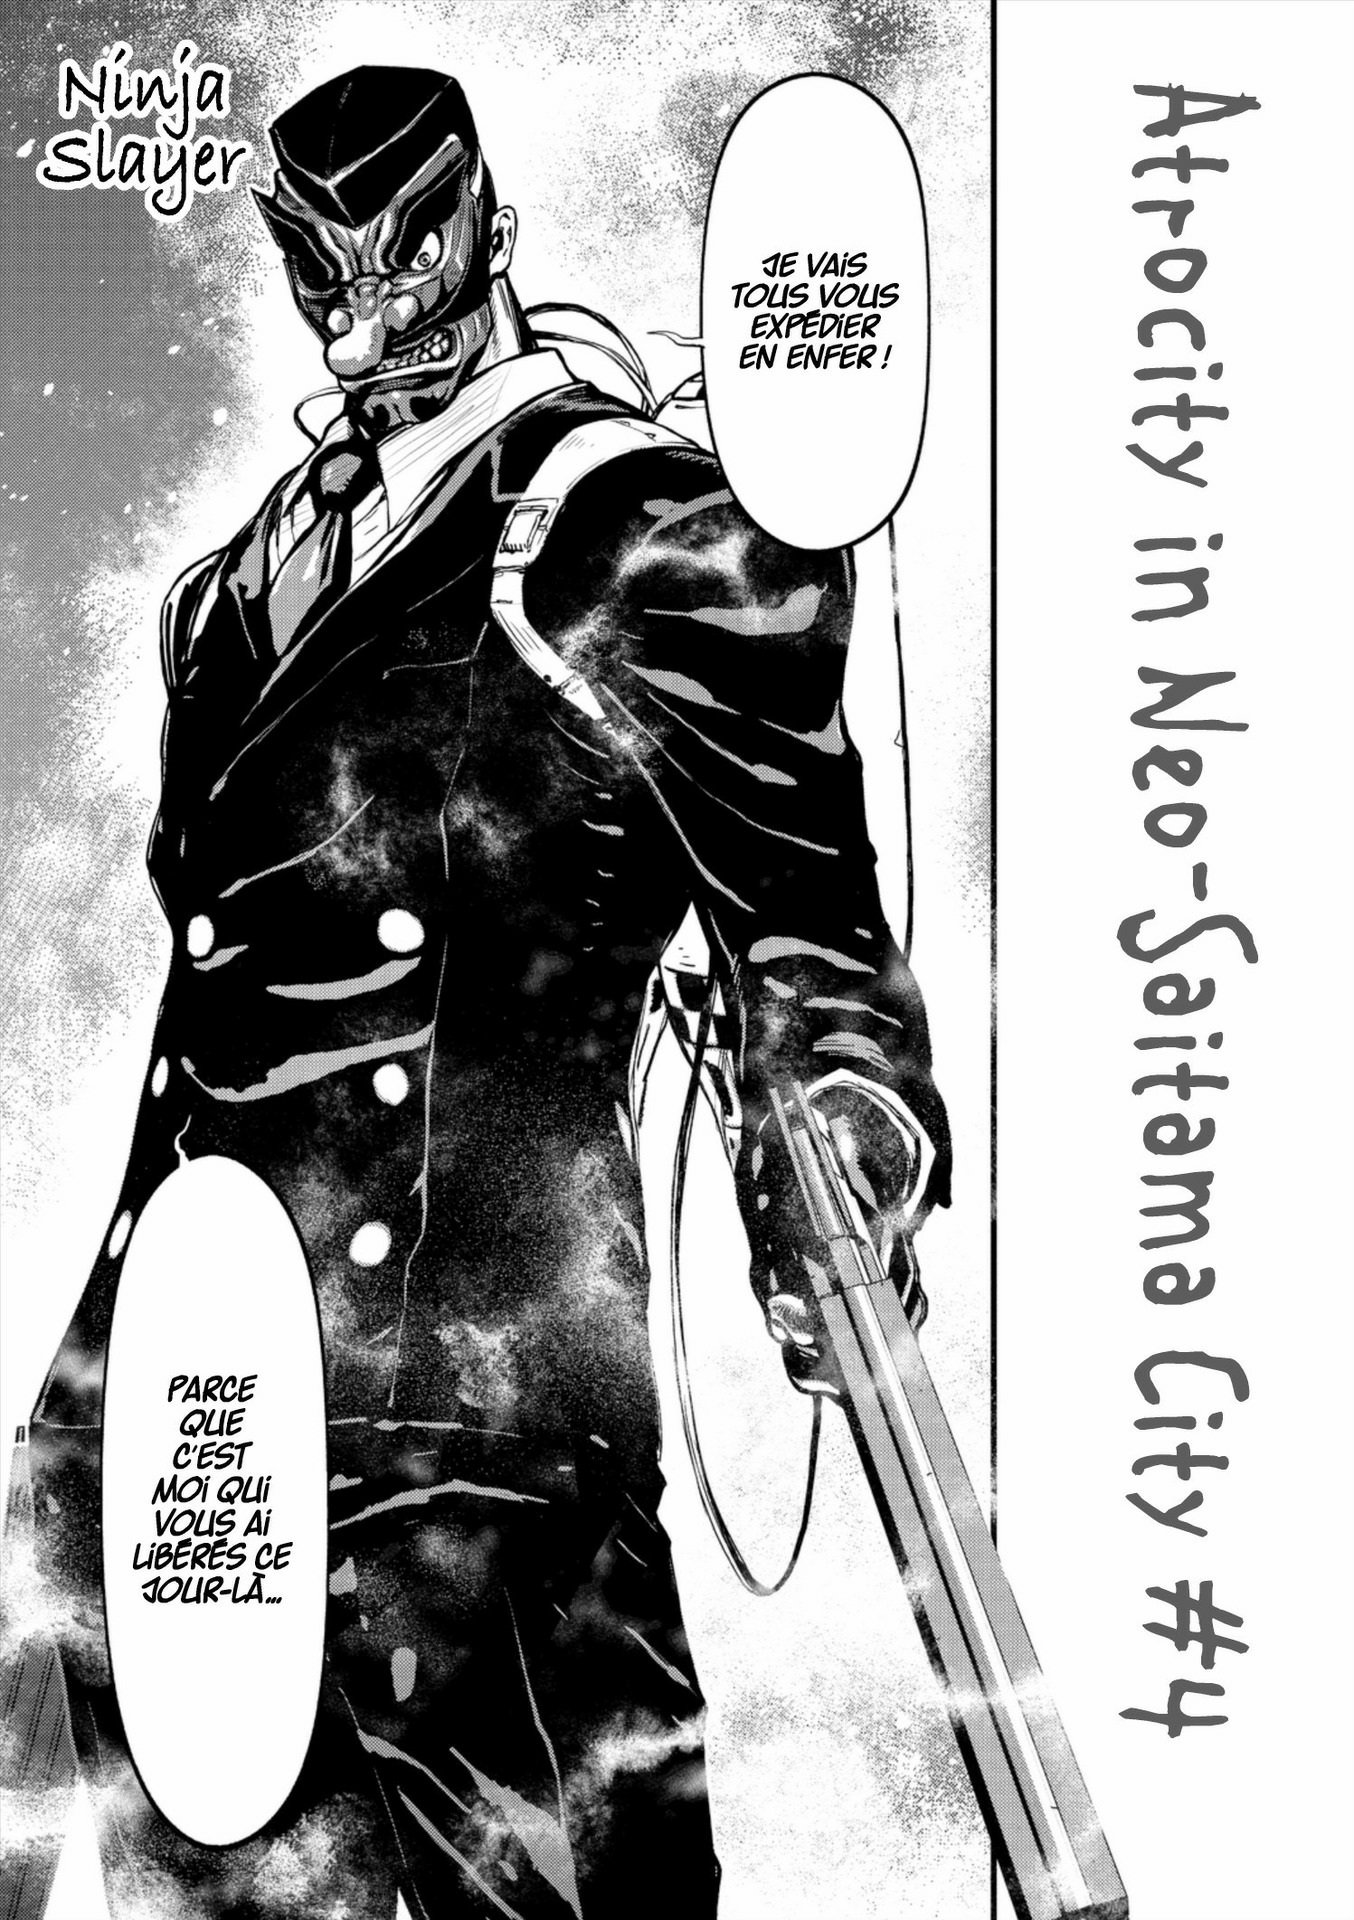 Atrocity in Neo-Saitama City #4
Ninja
Slayer
JE VAIS
TOUS VOUS
EXPÉDIER
EN ENFER !
PARCE
QUE
C'EST
MOI QUI
VOUS AI
LIBÉRÉS CE
JOUR-LÀ...